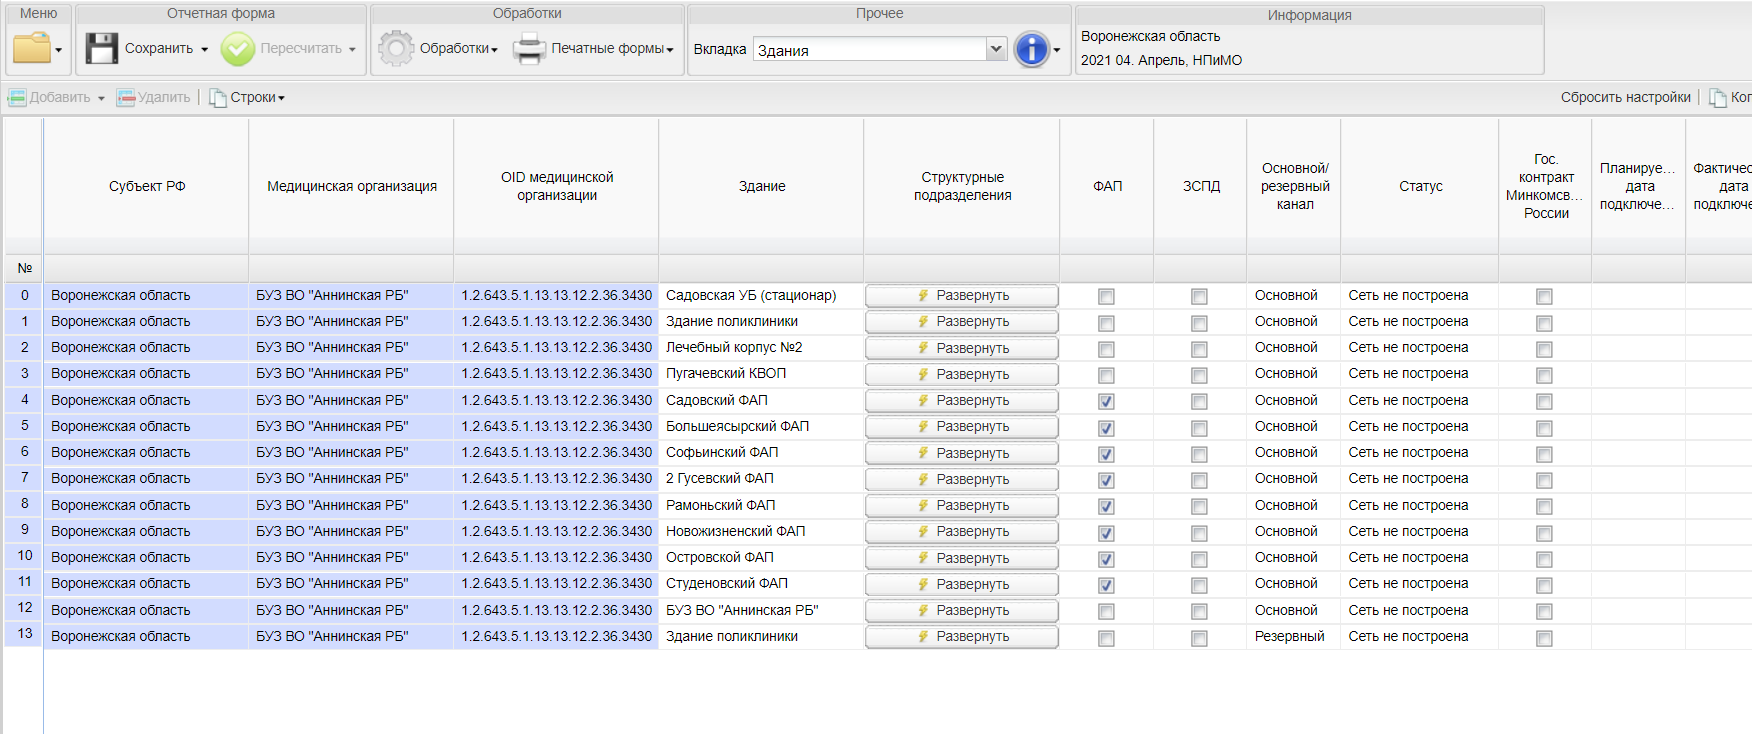 Меню
Отчетная форма
Обработки
Прочее
Информация
Сохранить
Пересчитать
Обработки
Печатные формы
Вкладка
Здания
Воронежская область
2021 04. Апрель, НПиМО
Добавить
Удалить
Строки
Сбросить настройки
Субъект РФ
Медицинская организация
OID медицинской
организации
Здание
Структурные
подразделения
ФАП
ЗСПД
Основной/
резервный
канал
Статус
Гос.
контракт
Минкомсв...
России
Планируе...
дата
подключе...
Фактичес
дата
подключе
№
0 Воронежская область БУЗ ВО "Аннинская РБ" 1.2.643.5.1.13.13.12.2.36.3430 Садовская УБ (стационар) Развернуть Основной Сеть не построена
1 Воронежская область БУЗ ВО "Аннинская РБ" 1.2.643.5.1.13.13.12.2.36.3430 Здание поликлиники Развернуть Основной Сеть не построена
2 Воронежская область БУЗ ВО "Аннинская РБ" 1.2.643.5.1.13.13.12.2.36.3430 Лечебный корпус №2 Развернуть Основной Сеть не построена
3 Воронежская область БУЗ ВО "Аннинская РБ" 1.2.643.5.1.13.13.12.2.36.3430 Пугачевский КВОП Развернуть Основной Сеть не построена
4 Воронежская область БУЗ ВО "Аннинская РБ" 1.2.643.5.1.13.13.12.2.36.3430 Садовский ФАП Развернуть Основной Сеть не построена
5 Воронежская область БУЗ ВО "Аннинская РБ" 1.2.643.5.1.13.13.12.2.36.3430 Большеясырский ФАП Развернуть Основной Сеть не построена
6 Воронежская область БУЗ ВО "Аннинская РБ" 1.2.643.5.1.13.13.12.2.36.3430 Софьинский ФАП Развернуть Основной Сеть не построена
7 Воронежская область БУЗ ВО "Аннинская РБ" 1.2.643.5.1.13.13.12.2.36.3430 2 Гусевский ФАП Развернуть Основной Сеть не построена
8 Воронежская область БУЗ ВО "Аннинская РБ" 1.2.643.5.1.13.13.12.2.36.3430 Рамоньский ФАП Развернуть Основной Сеть не построена
9 Воронежская область БУЗ ВО "Аннинская РБ" 1.2.643.5.1.13.13.12.2.36.3430 Новожизненский ФАП Развернуть Основной Сеть не построена
10 Воронежская область БУЗ ВО "Аннинская РБ" 1.2.643.5.1.13.13.12.2.36.3430 Островской ФАП Развернуть Основной Сеть не построена
11 Воронежская область БУЗ ВО "Аннинская РБ" 1.2.643.5.1.13.13.12.2.36.3430 Студеновский ФАП Развернуть Основной Сеть не построена
12 Воронежская область БУЗ ВО "Аннинская РБ" 1.2.643.5.1.13.13.12.2.36.3430 БУЗ ВО "Аннинская РБ" Развернуть Основной Сеть не построена
13 Воронежская область БУЗ ВО "Аннинская РБ" 1.2.643.5.1.13.13.12.2.36.3430 Здание поликлиники Развернуть Резервный Сеть не построена